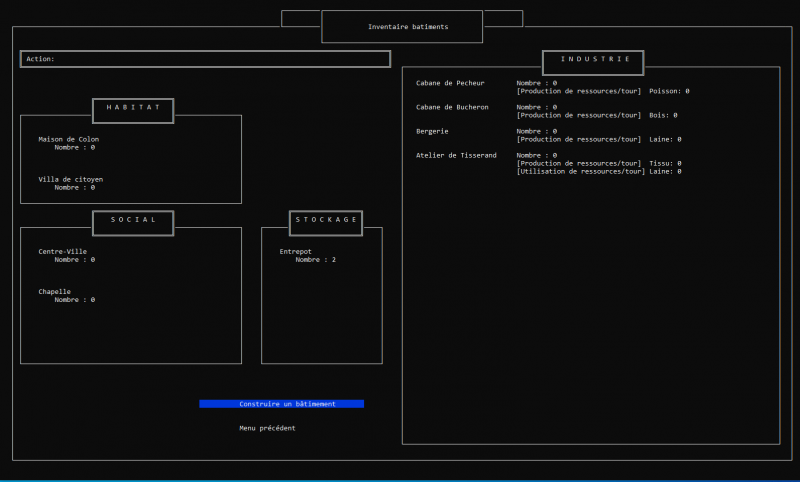 Inventaire batiments
Action:
H A B I T A T
Maison de Colon
Nombre : 0
Villa de citoyen
Nombre : 0
S O C I A L
Centre-Ville
Nombre : 0
Chapelle
Nombre : 0
S T O C K A G E
Entrepot
Nombre : 2
I N D U S T R I E
Cabane de Pecheur Nombre : 0
[Production de ressources/tour] Poisson: 0
Cabane de Bucheron Nombre : 0
[Production de ressources/tour] Bois: 0
Bergerie Nombre : 0
[Production de ressources/tour] Laine: 0
Atelier de Tisserand Nombre : 0
[Production de ressources/tour] Tissu: 0
[Utilisation de ressources/tour] Laine: 0
Construire un bâtimement
Menu précédent